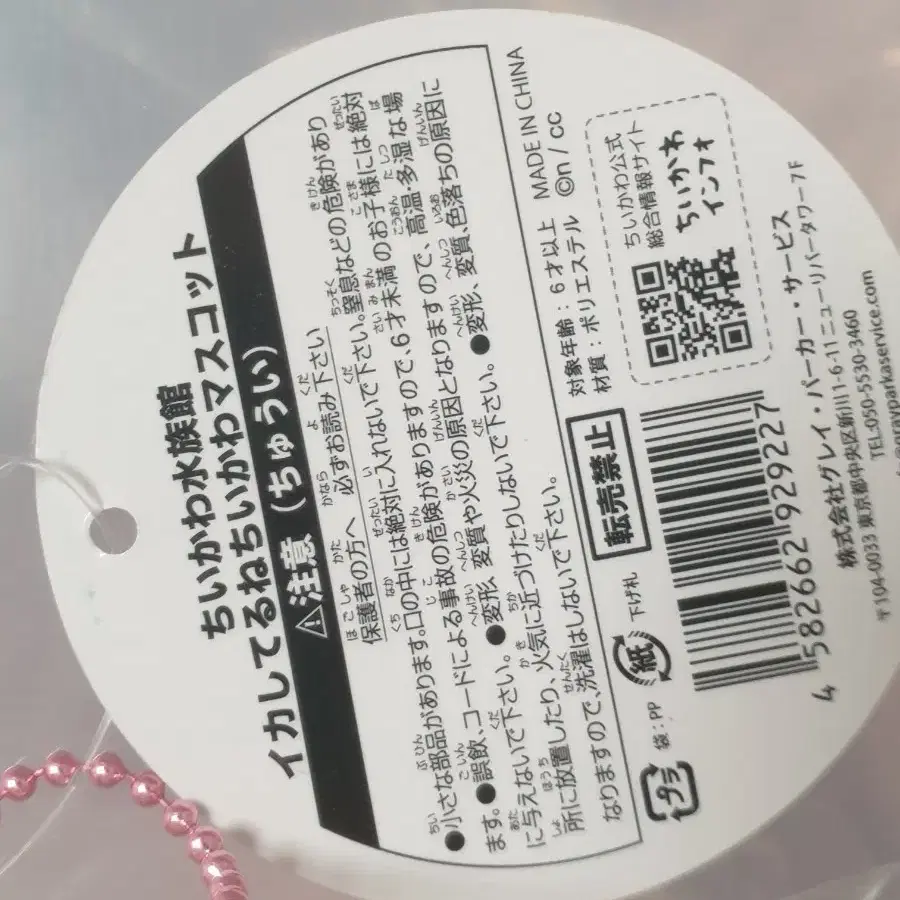 ちいかわ水族館
イカしてるねちいかわマスコット
⚠注意(ちゅうい)
保護者の方へ 必ずお読み下さい
●小さな部品があります。口の中には絶対に入れないで下さい。窒息などの危険があり
ます。●誤飲、コードによる事故の危険がありますので、6才未満のお子様には絶対
に与えないで下さい。●変形、変質や火災の原因となりますので、高温・多湿な場
所に放置したり、火気に近づけたりしないで下さい。●変形、変質、色落ちの原因に
なりますので、洗濯はしないで下さい。
対象年齢:6才以上 MADE IN CHINA
材質:ポリエステル ©n / cc
転売禁止
ちいかわ公式
総合情報サイト
ちいかわ
インフォ
プラ 袋:PP 紙 下げ札
4 582662 929227
株式会社グレイ・パーカー・サービス
〒104-0033 東京都中央区新川1-6-11 ニューリバータワー7F
TEL:050-5530-3460
@grayparkaservice.com